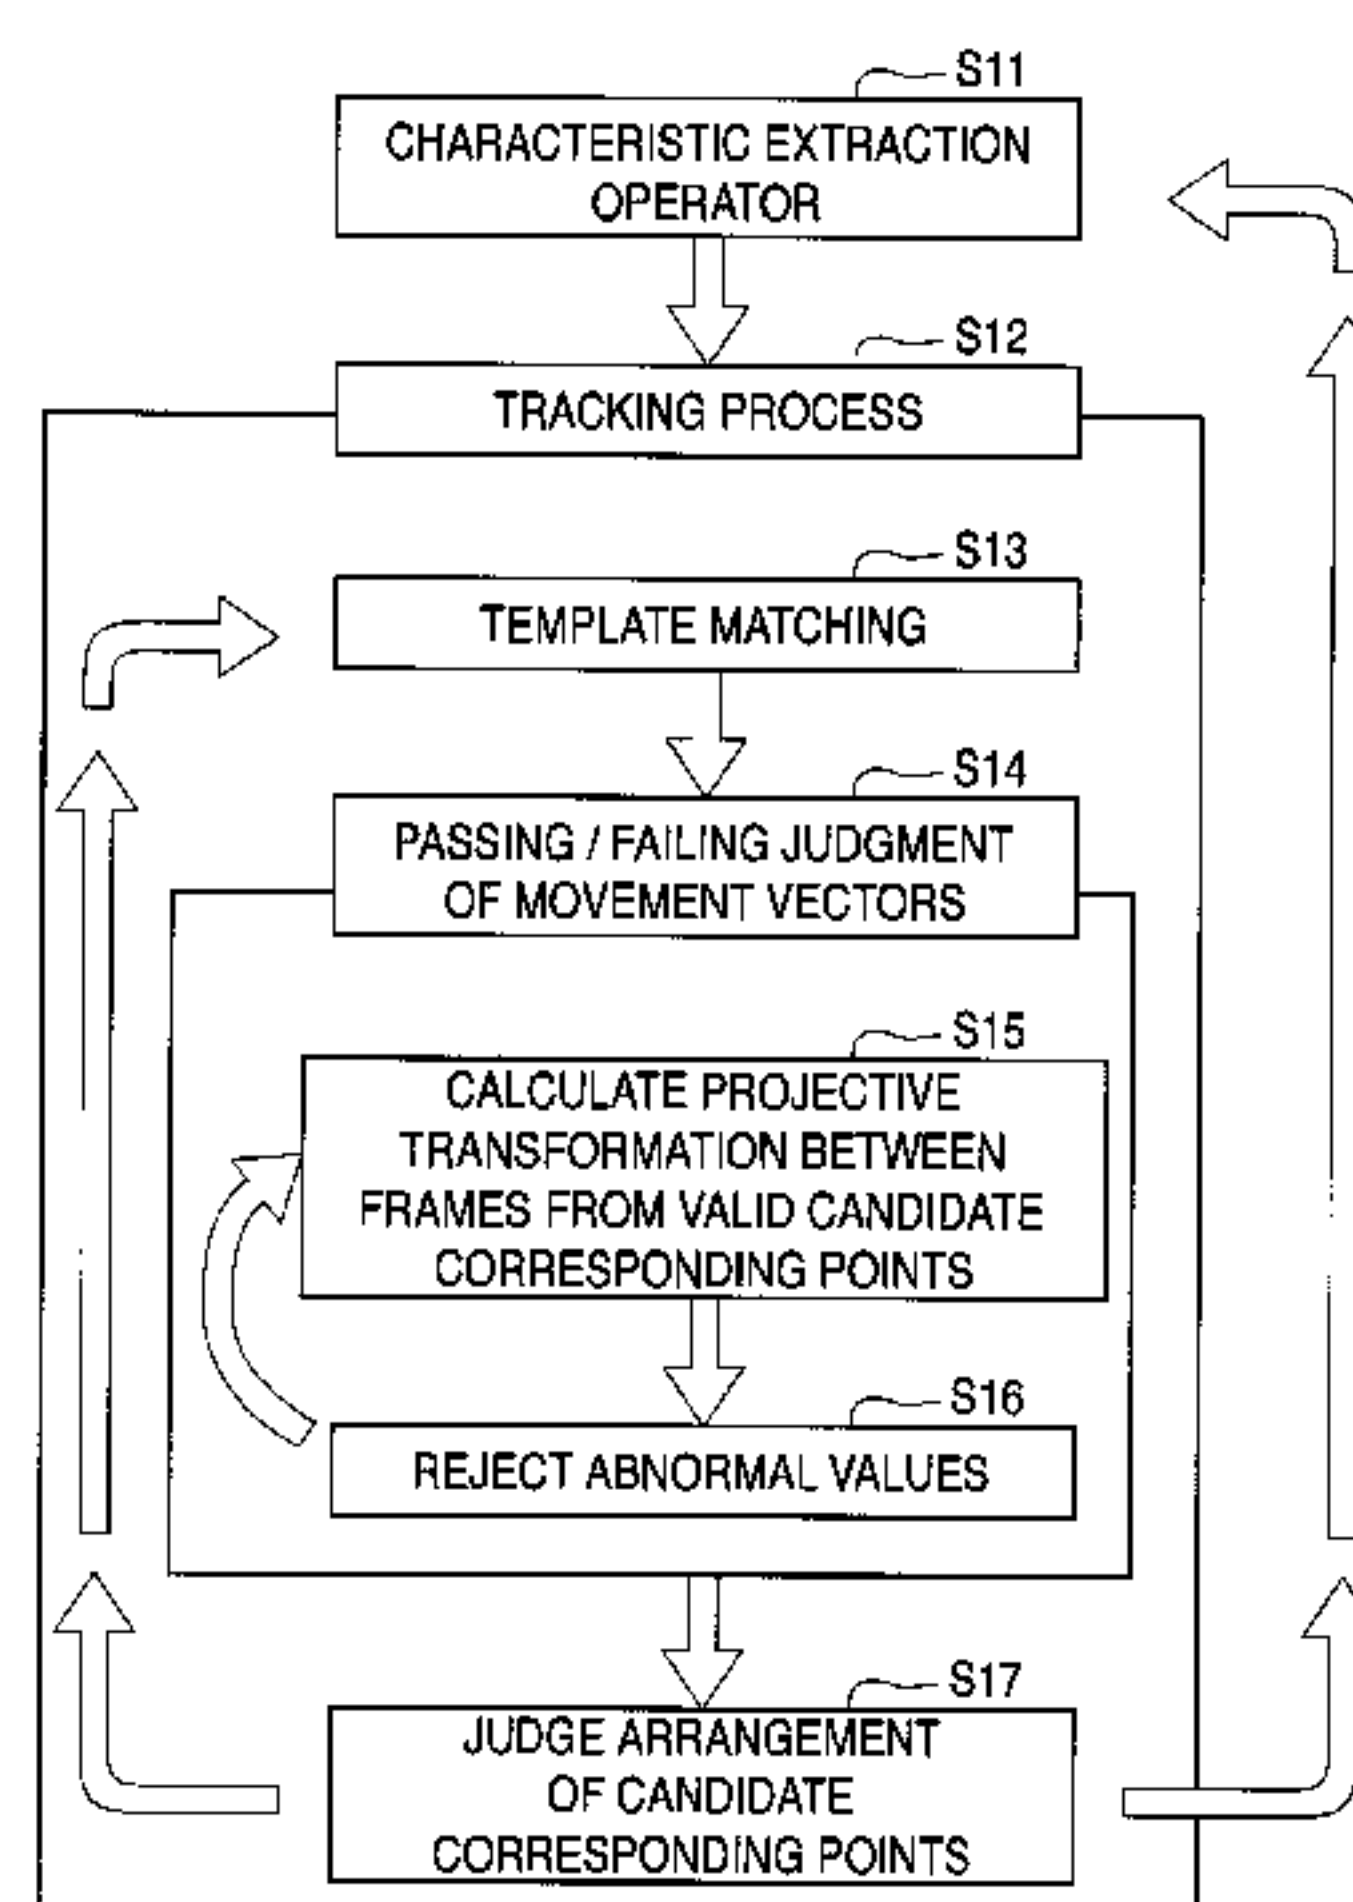 S11
CHARACTERISTIC EXTRACTION
OPERATOR
S12
TRACKING PROCESS
S13
TEMPLATE MATCHING
S14
PASSING / FAILING JUDGMENT
OF MOVEMENT VECTORS
S15
CALCULATE PROJECTIVE
TRANSFORMATION BETWEEN
FRAMES FROM VALID CANDIDATE
CORRESPONDING POINTS
S16
REJECT ABNORMAL VALUES
S17
JUDGE ARRANGEMENT
OF CANDIDATE
CORRESPONDING POINTS